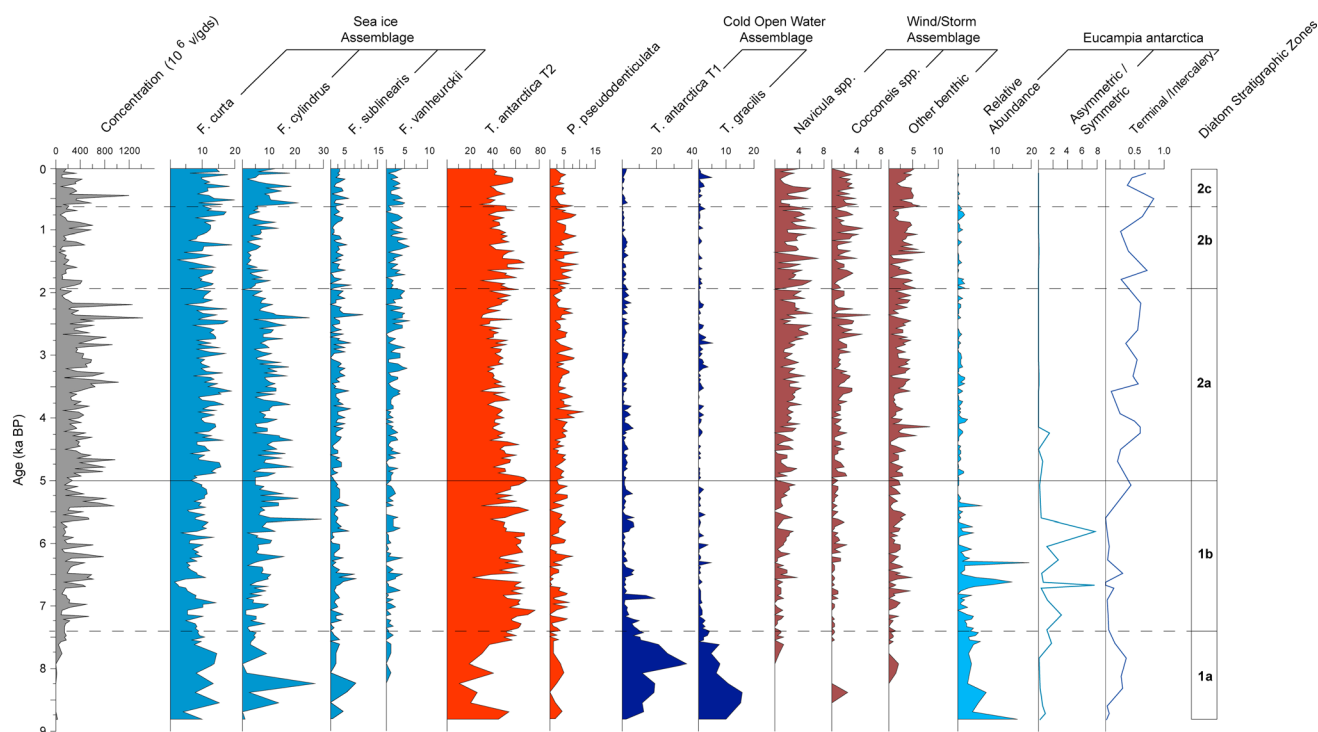 Sea ice
Assemblage
Cold Open Water
Assemblage
Wind/Storm
Assemblage
Eucampia antarctica
Concentration (10^6 v/gds)
F. curta
F. cylindrus
F. sublinearis
F. vanheurckii
T. antarctica T2
P. pseudodenticulata
T. antarctica T1
T. gracilis
Navicula spp.
Cocconeis spp.
Other benthic
Relative
Abundance
Asymmetric /
Symmetric
Terminal /Intercalery
Diatom Stratigraphic Zones
0 400 800 1200
10 20
10 20 30
5 15
5 10
20 40 60 80
5 15
20 40
10
4 8
4 8
5 10
10 20
2 4 6 8
0.5 1.0
Age (ka BP)
0
1
2
3
4
5
6
7
8
9
2c
2b
2a
1b
1a